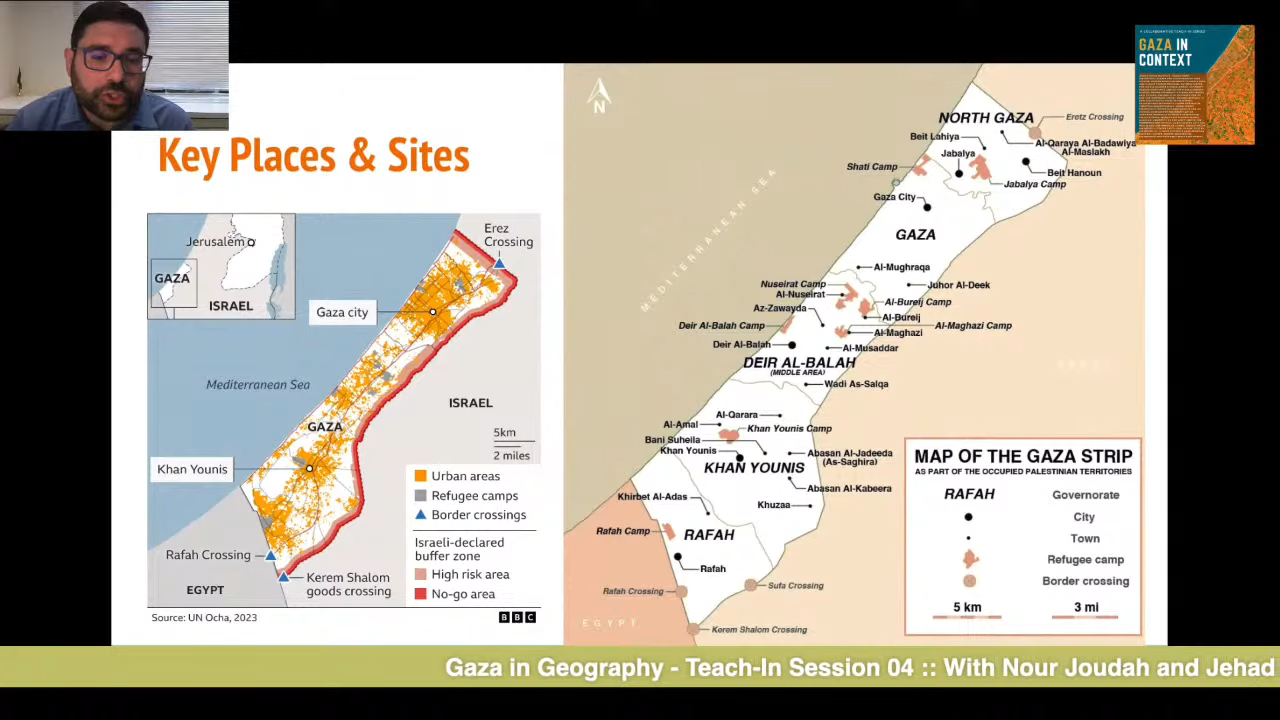 A COLLABORATIVE TEACH-IN SERIES
GAZA IN
CONTEXT
Key Places & Sites
Jerusalem
GAZA
ISRAEL
Erez
Crossing
Gaza city
Mediterranean Sea
ISRAEL
GAZA
5km
2 miles
Khan Younis
Urban areas
Refugee camps
Border crossings
Israeli-declared
buffer zone
High risk area
No-go area
Rafah Crossing
Kerem Shalom
goods crossing
EGYPT
Source: UN Ocha, 2023
BBC
N
MEDITERRANEAN SEA
NORTH GAZA
Eretz Crossing
Beit Lahiya
Al-Qaraya Al-Badawiya
Al-Maslakh
Jabalya
Shati Camp
Beit Hanoun
Jabalya Camp
Gaza City
GAZA
Al-Mughraqa
Nuseirat Camp
Juhor Al-Deek
Al-Nuseirat
Al-Bureij Camp
Az-Zawayda
Al-Bureij
Deir Al-Balah Camp
Al-Maghazi Camp
Al-Maghazi
Deir Al-Balah
Al-Musaddar
DEIR AL-BALAH
(MIDDLE AREA)
Wadi As-Salqa
Al-Qarara
Al-Amal
Khan Younis Camp
Bani Suheila
Khan Younis
Abasan Al-Jadeeda
(As-Saghira)
KHAN YOUNIS
Abasan Al-Kabeera
Khirbet Al-Adas
Khuzaa
Rafah Camp
RAFAH
Rafah
Sufa Crossing
Rafah Crossing
EGYPT
Kerem Shalom Crossing
MAP OF THE GAZA STRIP
AS PART OF THE OCCUPIED PALESTINIAN TERRITORIES
RAFAH Governorate
City
Town
Refugee camp
Border crossing
5 km 3 mi
Gaza in Geography - Teach-In Session 04 :: With Nour Joudah and Jehad